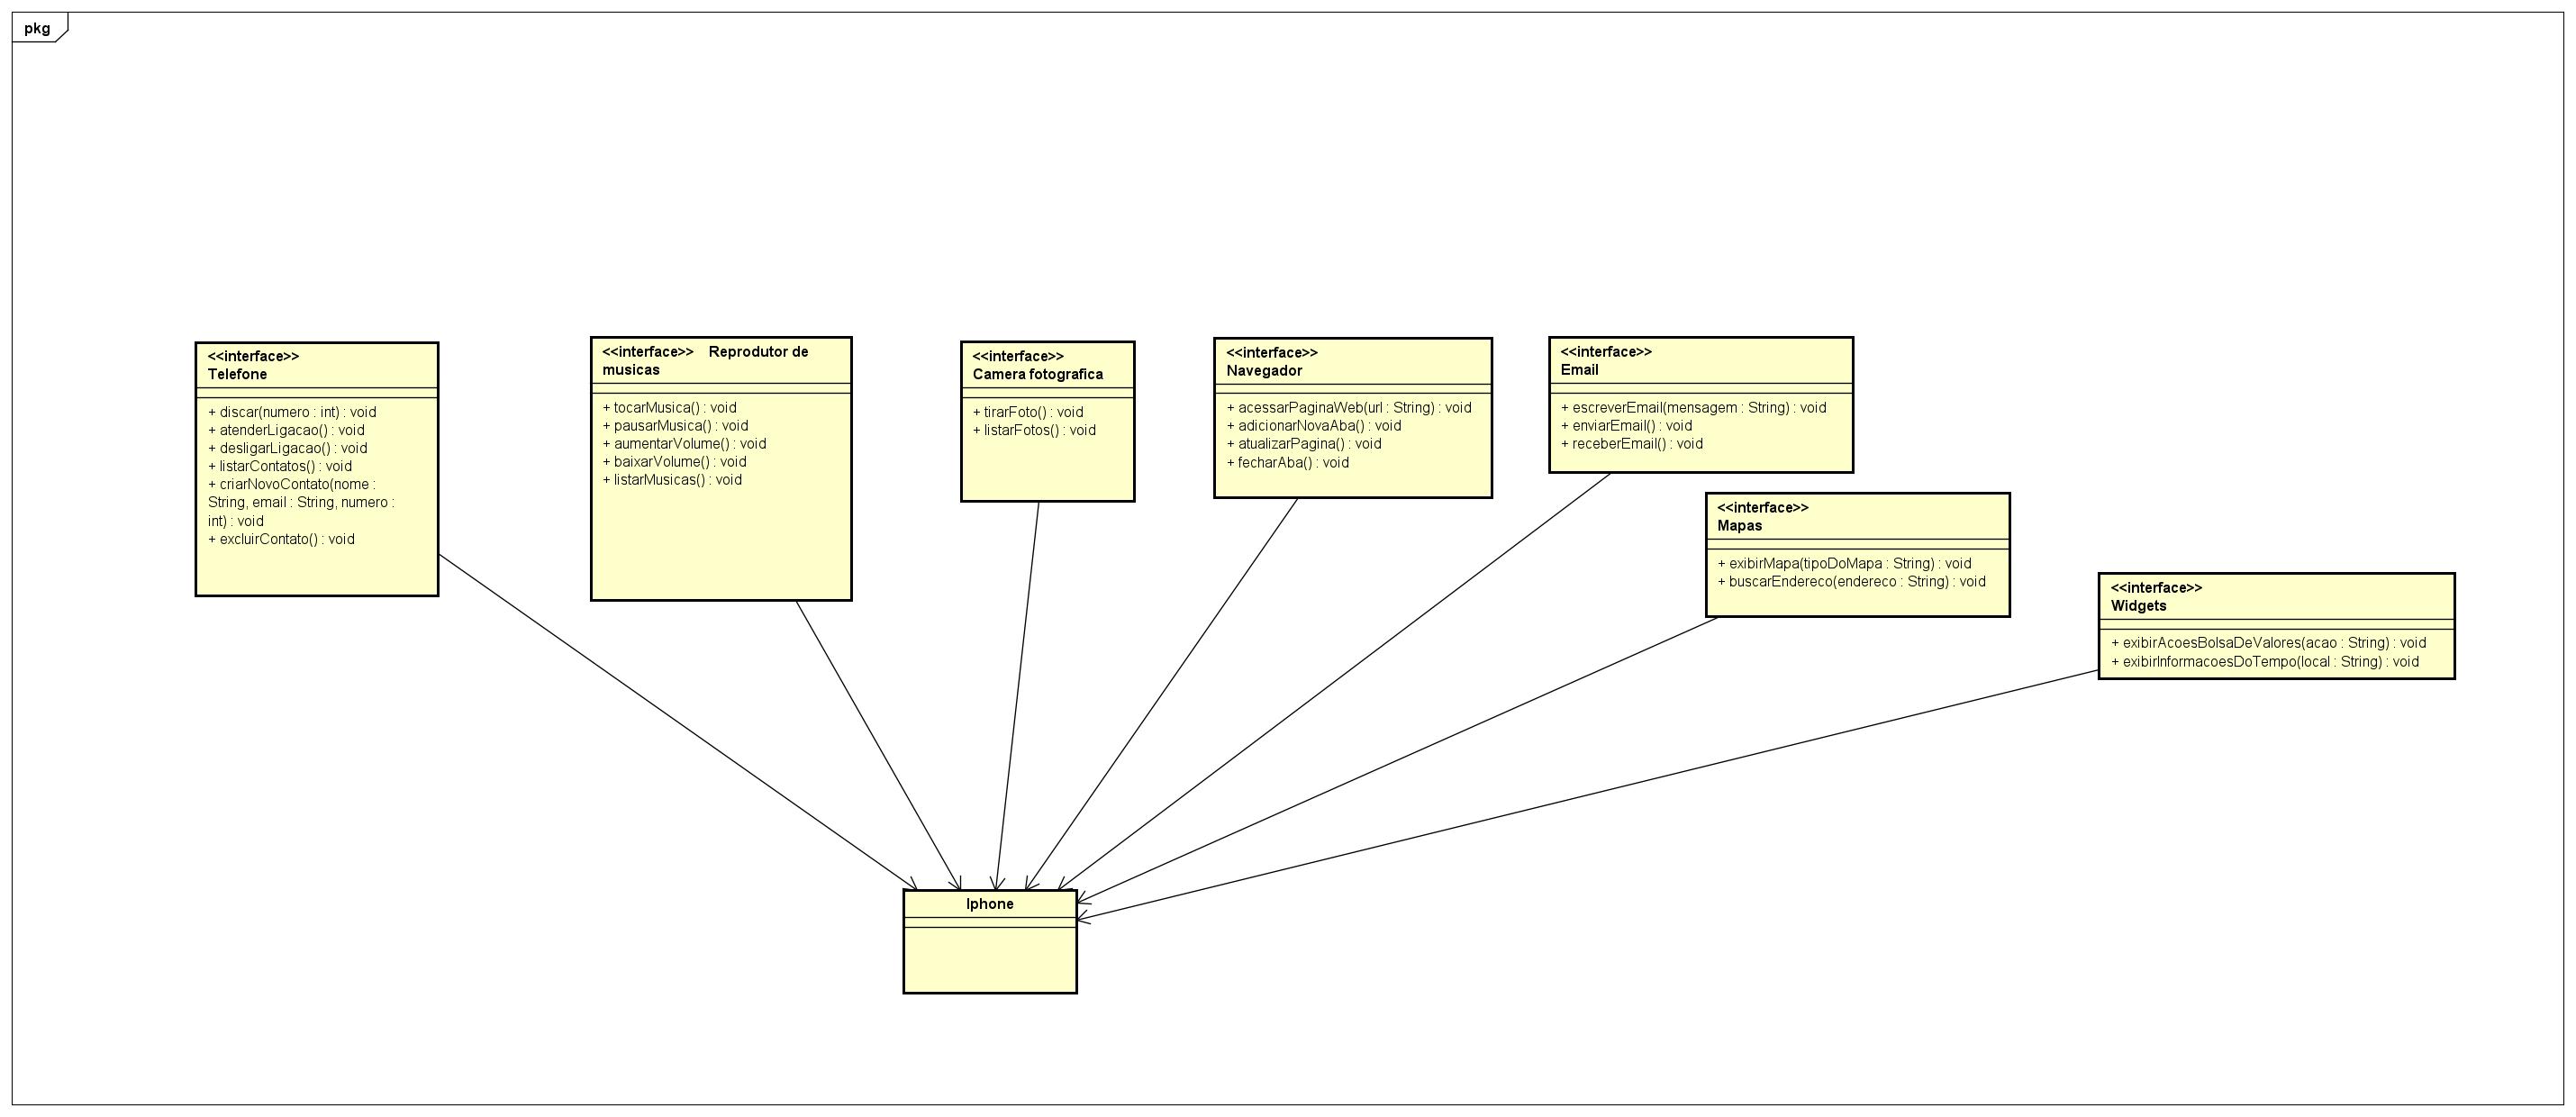 pkg
<<interface>>
Telefone
+ discar(numero : int) : void
+ atenderLigacao() : void
+ desligarLigacao() : void
+ listarContatos() : void
+ criarNovoContato(nome :
String, email : String, numero :
int) : void
+ excluirContato() : void
<<interface>> Reprodutor de
musicas
+ tocarMusica() : void
+ pausarMusica() : void
+ aumentarVolume() : void
+ baixarVolume() : void
+ listarMusicas() : void
<<interface>>
Camera fotografica
+ tirarFoto() : void
+ listarFotos() : void
<<interface>>
Navegador
+ acessarPaginaWeb(url : String) : void
+ adicionarNovaAba() : void
+ atualizarPagina() : void
+ fecharAba() : void
<<interface>>
Email
+ escreverEmail(mensagem : String) : void
+ enviarEmail() : void
+ receberEmail() : void
<<interface>>
Mapas
+ exibirMapa(tipoDoMapa : String) : void
+ buscarEndereco(endereco : String) : void
<<interface>>
Widgets
+ exibirAcoesBolsaDeValores(acao : String) : void
+ exibirInformacoesDoTempo(local : String) : void
Iphone